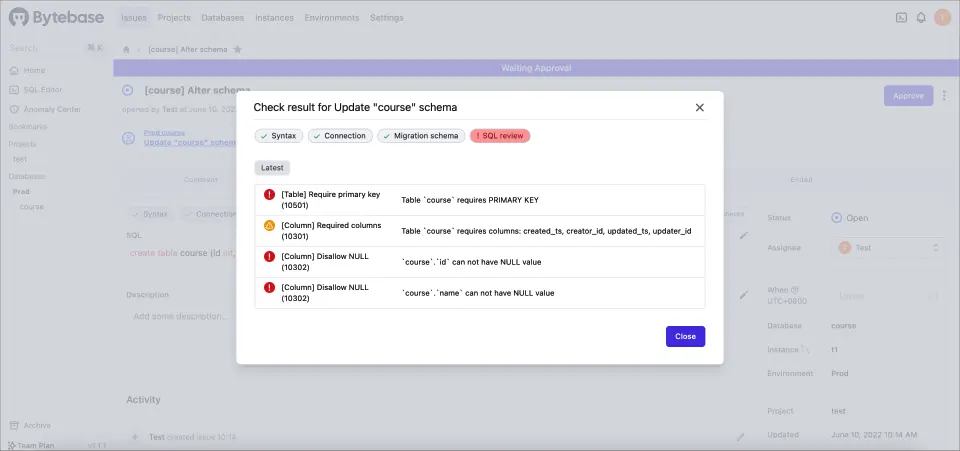 Bytebase
Issues Projects Databases Instances Environments Settings
Search ⌘ K
[course] Alter schema
Home
Waiting Approval
SQL Editor
[course] Alter schema
Approve
Anomaly Center
opened by Test at June 10, 202
Bookmarks
Prod course
Update "course" schem
Projects
test
Databases
Prod
course
Ended
Syntax
Connection
Status
Open
SQL
create table course (id int,
Assignee
Test
Description
Add some description...
When
UTC+0800
Database
course
Instance
t1
Environment
Prod
Activity
Archive
Project
test
Test created issue 10:14
Team Plan
v1.1.1
Updated
June 10, 2022 10:14 AM
Check result for Update "course" schema
Syntax
Connection
Migration schema
SQL review
Latest
[Table] Require primary key
(10501)
Table `course` requires PRIMARY KEY
[Column] Required columns
(10301)
Table `course` requires columns: created_ts, creator_id, updated_ts, updater_id
[Column] Disallow NULL
(10302)
`course`.`id` can not have NULL value
[Column] Disallow NULL
(10302)
`course`.`name` can not have NULL value
Close